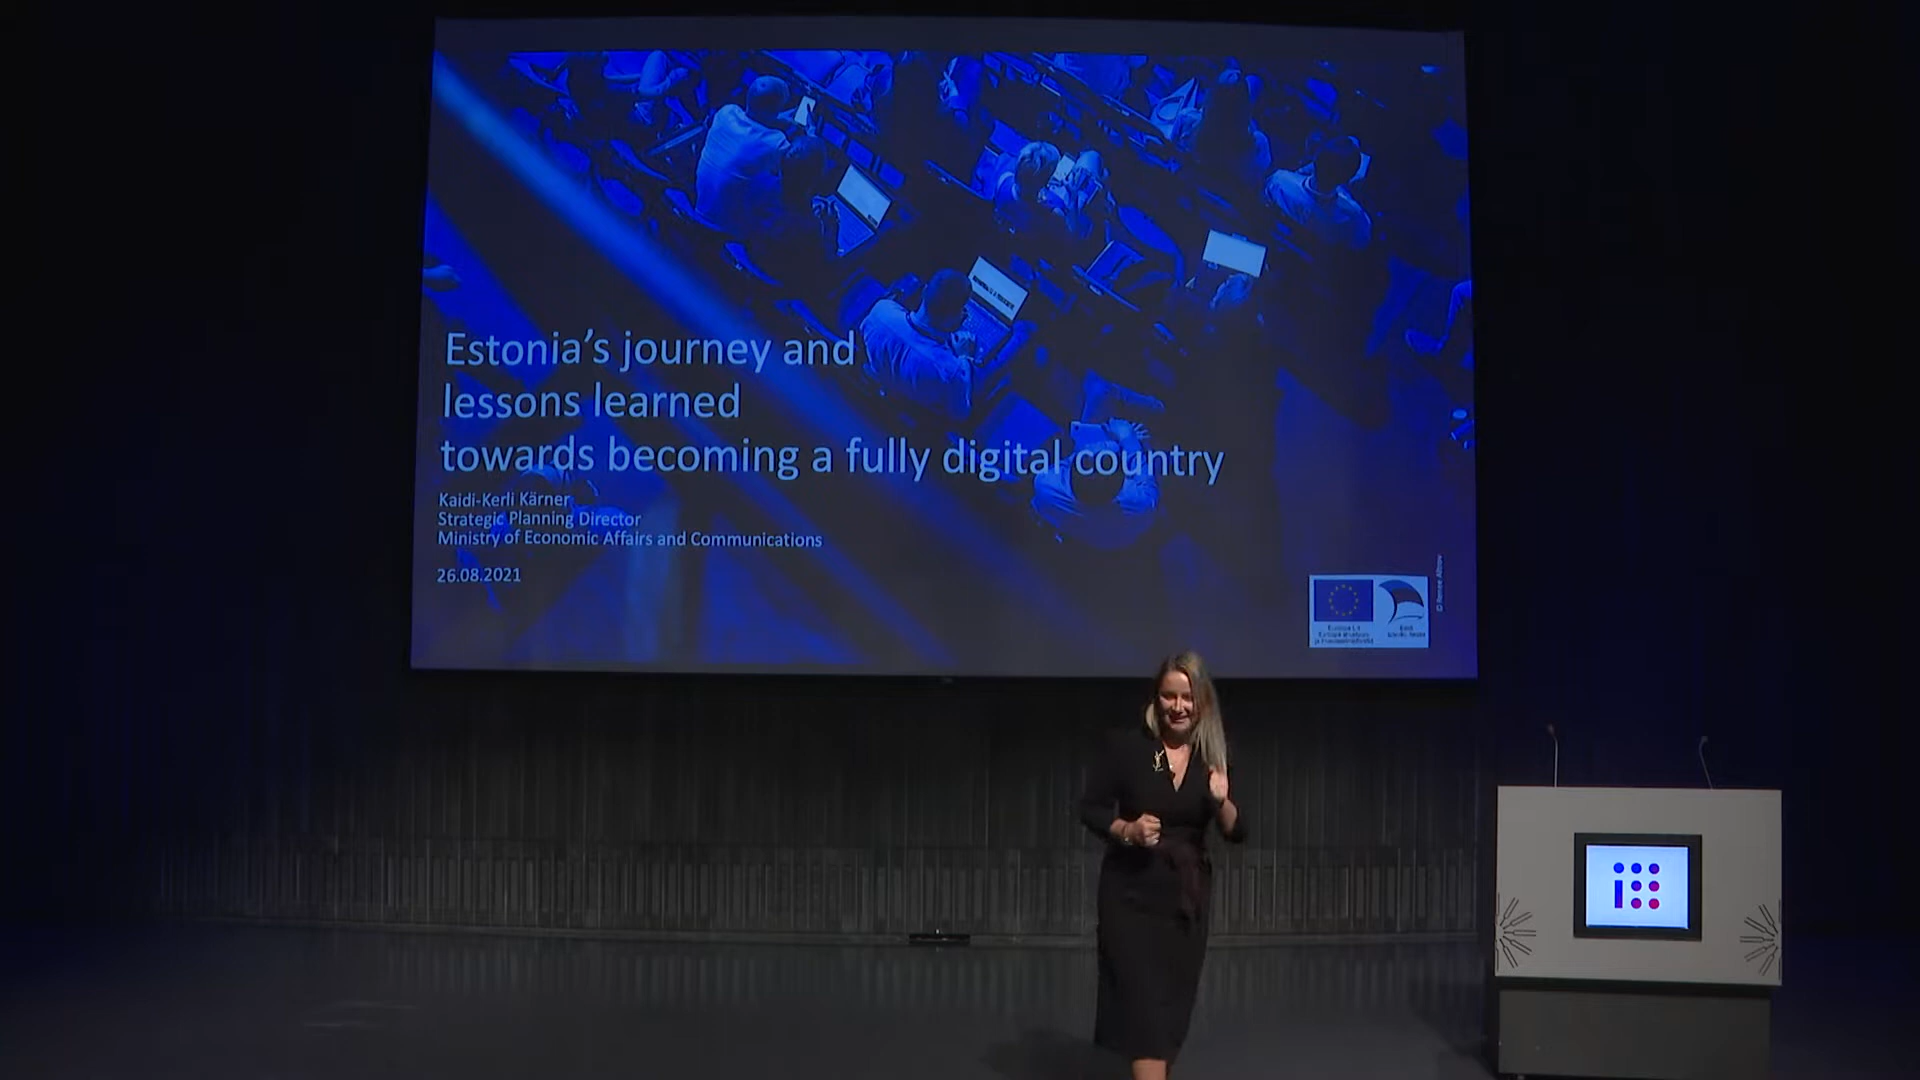 Estonia's journey and
lessons learned
towards becoming a fully digital country
Kaidi-Kerli Kärner
Strategic Planning Director
Ministry of Economic Affairs and Communications
26.08.2021